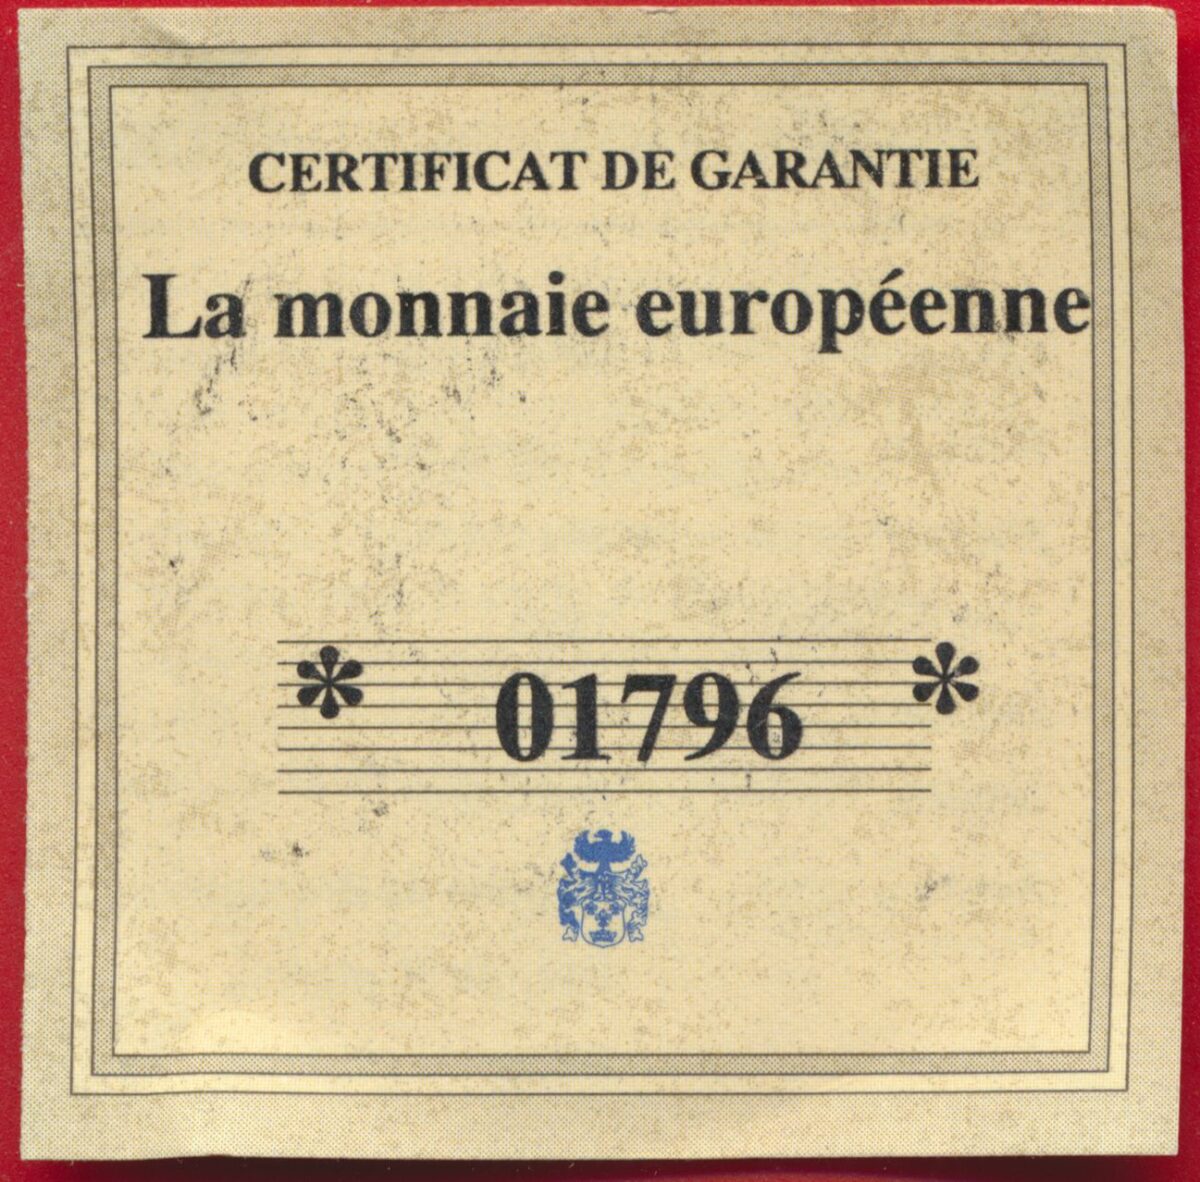 CERTIFICAT DE GARANTIE
La monnaie européenne
* 01796 *